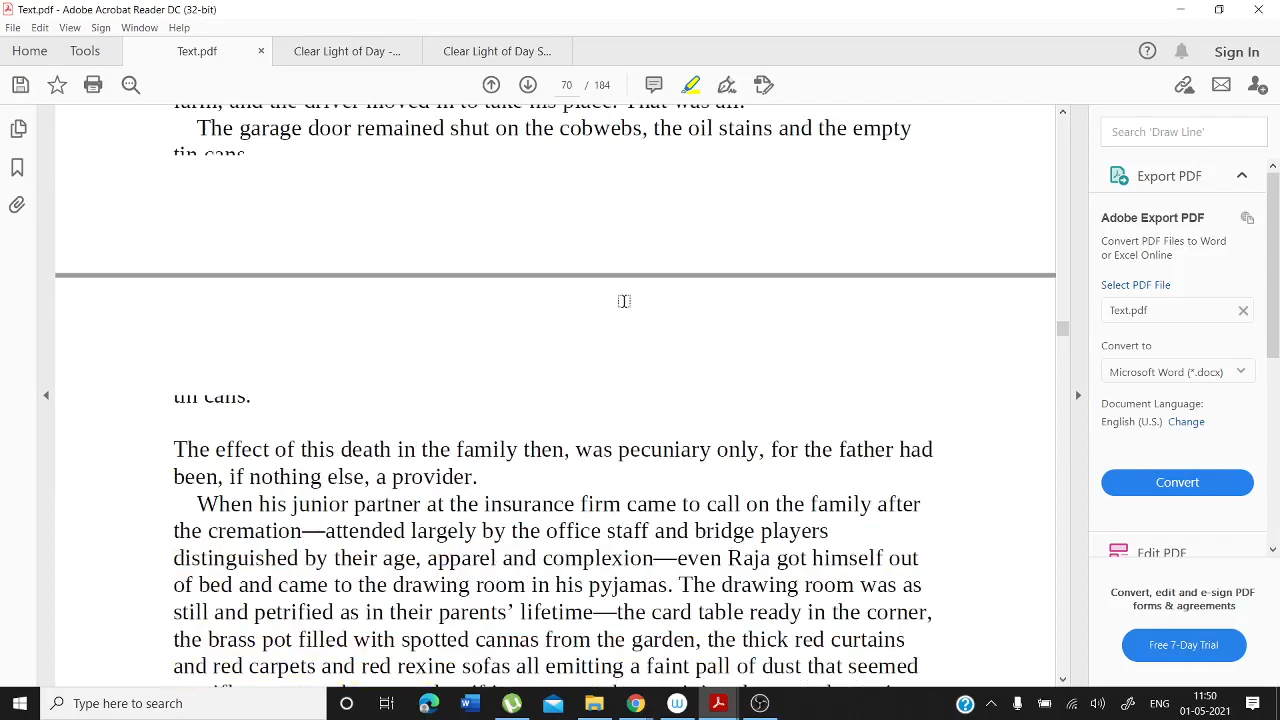 Text.pdf - Adobe Acrobat Reader DC (32-bit)
File Edit View Sign Window Help
Home Tools Text.pdf × Clear Light of Day -... Clear Light of Day S... Sign In
70 / 184
farm, and the driver moved in to take his place. That was all.
The garage door remained shut on the cobwebs, the oil stains and the empty
tin cans.
tin cans.
The effect of this death in the family then, was pecuniary only, for the father had
been, if nothing else, a provider.
When his junior partner at the insurance firm came to call on the family after
the cremation—attended largely by the office staff and bridge players
distinguished by their age, apparel and complexion—even Raja got himself out
of bed and came to the drawing room in his pyjamas. The drawing room was as
still and petrified as in their parents’ lifetime—the card table ready in the corner,
the brass pot filled with spotted cannas from the garden, the thick red curtains
and red carpets and red rexine sofas all emitting a faint pall of dust that seemed
Search 'Draw Line'
Export PDF
Adobe Export PDF
Convert PDF Files to Word
or Excel Online
Select PDF File
Text.pdf
Convert to
Microsoft Word (*.docx)
Document Language:
English (U.S.) Change
Convert
Edit PDF
Convert, edit and e-sign PDF
forms & agreements
Free 7-Day Trial
Type here to search
ENG
11:50
01-05-2021